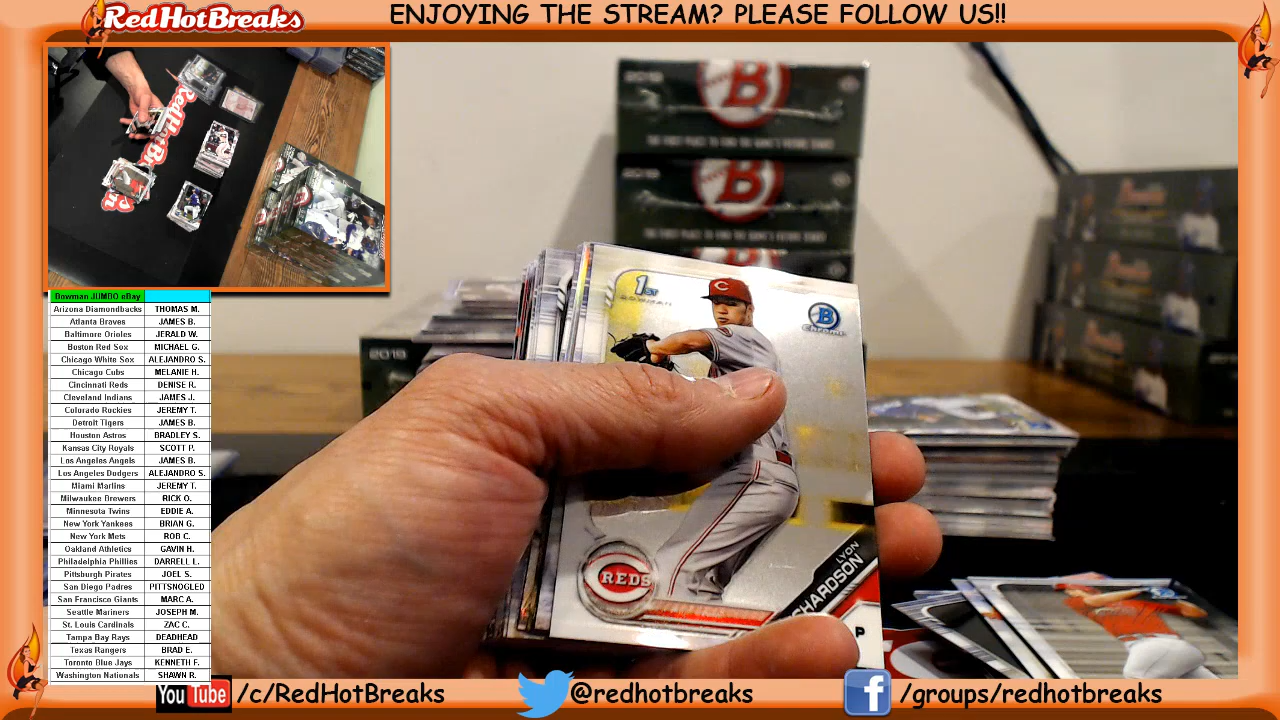 RedHotBreaks
ENJOYING THE STREAM? PLEASE FOLLOW US!!
Bowman JUMBO eBay
Arizona Diamondbacks THOMAS M.
Atlanta Braves JAMES B.
Baltimore Orioles JERALD W.
Boston Red Sox MICHAEL G.
Chicago White Sox ALEJANDRO S.
Chicago Cubs MELANIE H.
Cincinnati Reds DENISE R.
Cleveland Indians JAMES J.
Colorado Rockies JEREMY T.
Detroit Tigers JAMES B.
Houston Astros BRADLEY S.
Kansas City Royals SCOTT P.
Los Angeles Angels JAMES B.
Los Angeles Dodgers ALEJANDRO S.
Miami Marlins JEREMY T.
Milwaukee Brewers RICK O.
Minnesota Twins EDDIE A.
New York Yankees BRIAN G.
New York Mets ROB C.
Oakland Athletics GAVIN H.
Philadelphia Phillies DARRELL L.
Pittsburgh Pirates JOEL S.
San Diego Padres PITTSNOGLED
San Francisco Giants MARC A.
Seattle Mariners JOSEPH M.
St. Louis Cardinals ZAC C.
Tampa Bay Rays DEADHEAD
Texas Rangers BRAD E.
Toronto Blue Jays KENNETH F.
Washington Nationals SHAWN R.
B
B
2019
1ST
BOWMAN
C
B
CHROME
REDS
LYON
CHARDSON
P
YouTube /c/RedHotBreaks
@redhotbreaks
f /groups/redhotbreaks